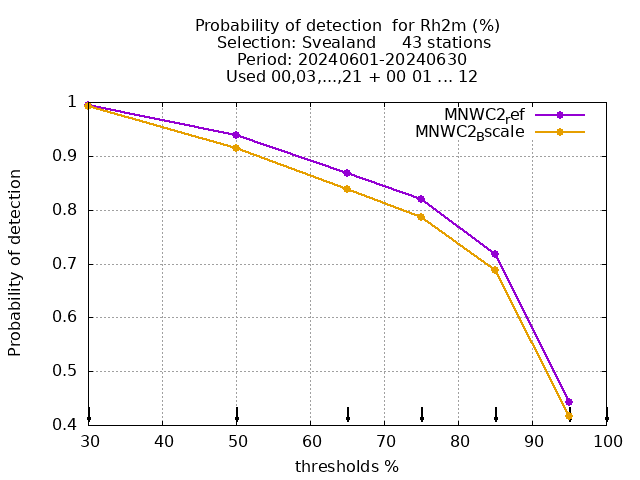 Probability of detection  for Rh2m (%)
Selection: Svealand     43 stations
Period: 20240601-20240630
Used 00,03,...,21 + 00 01 ... 12
MNWC2ref
MNWC2Bscale
1
0.9
0.8
0.7
0.6
0.5
0.4
Probability of detection
30 40 50 60 70 80 90 100
thresholds %